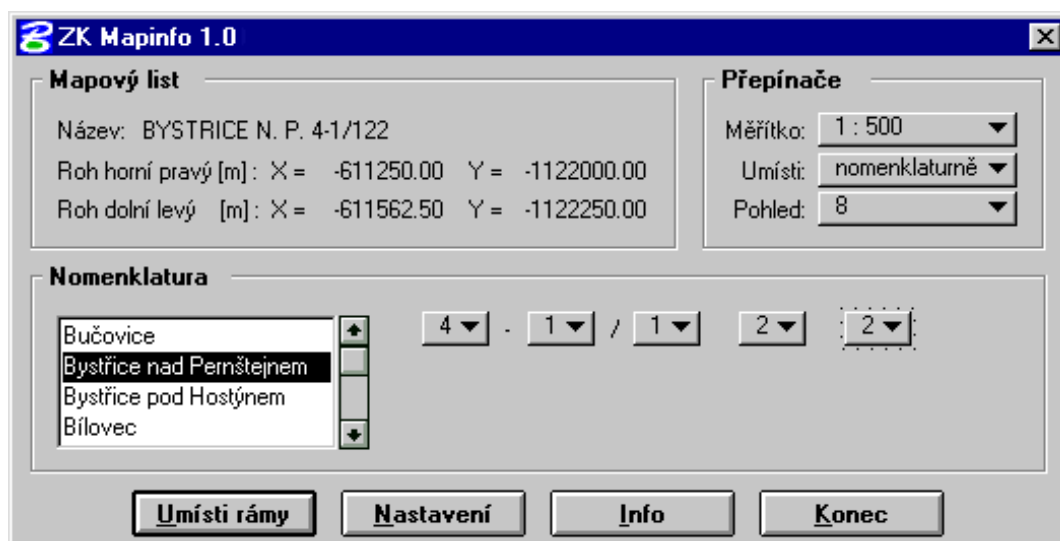 ZK Mapinfo 1.0
Mapový list
Název: BYSTRICE N. P. 4-1/122
Roh horní pravý [m] : X = -611250.00 Y = -1122000.00
Roh dolní levý [m] : X = -611562.50 Y = -1122250.00
Přepínače
Měřítko: 1 : 500
Umísti: nomenklaturně
Pohled: 8
Nomenklatura
Bučovice
Bystřice nad Pernštejnem
Bystřice pod Hostýnem
Bílovec
4 - 1 / 1 2 2
Umísti rámy Nastavení Info Konec